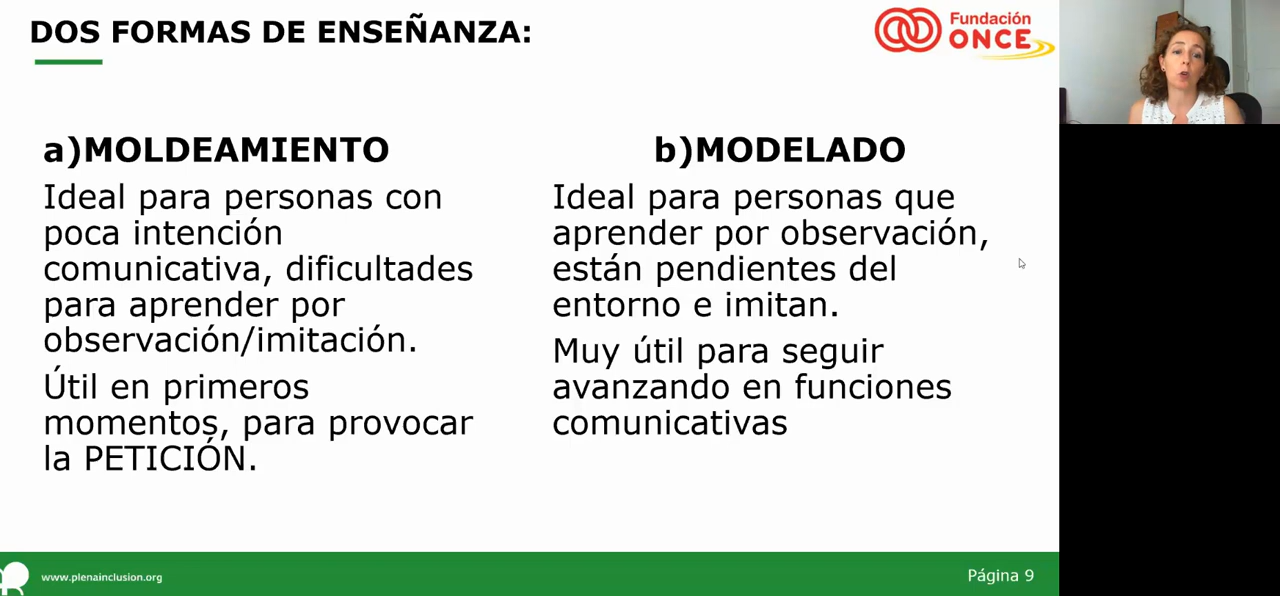 DOS FORMAS DE ENSEÑANZA:
Fundación
ONCE
a)MOLDEAMIENTO
Ideal para personas con
poca intención
comunicativa, dificultades
para aprender por
observación/imitación.
Útil en primeros
momentos, para provocar
la PETICIÓN.
b)MODELADO
Ideal para personas que
aprender por observación,
están pendientes del
entorno e imitan.
Muy útil para seguir
avanzando en funciones
comunicativas
www.plenainclusion.org
Página 9